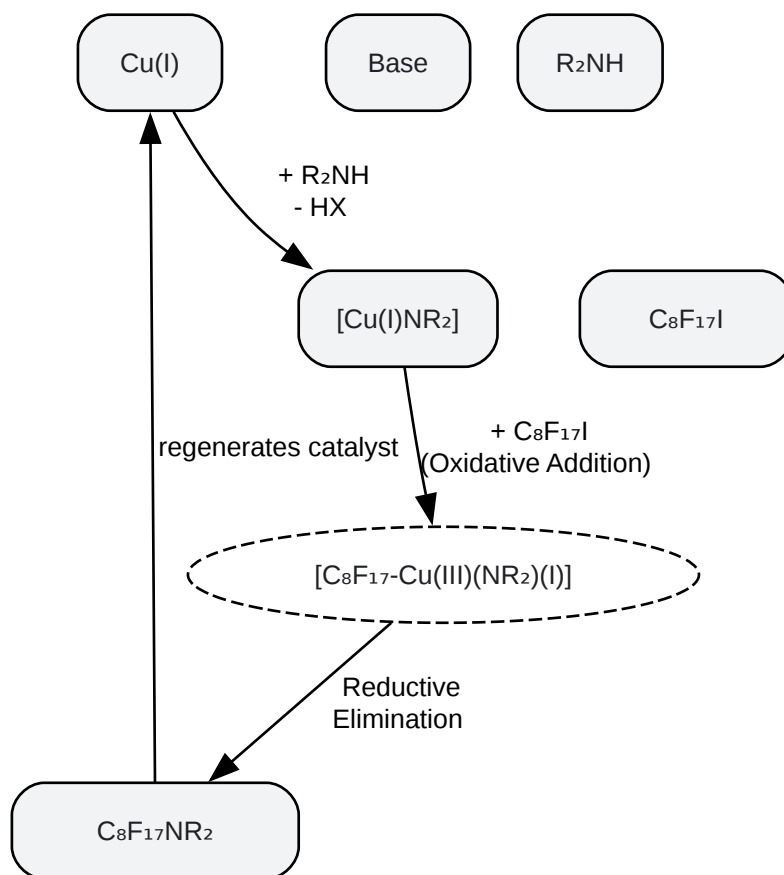 Cu(I)
Base
R₂NH
+ R₂NH
- HX
[Cu(I)NR₂]
C₈F₁₇I
regenerates catalyst
+ C₈F₁₇I
(Oxidative Addition)
[C₈F₁₇-Cu(III)(NR₂)(I)]
Reductive
Elimination
C₈F₁₇NR₂